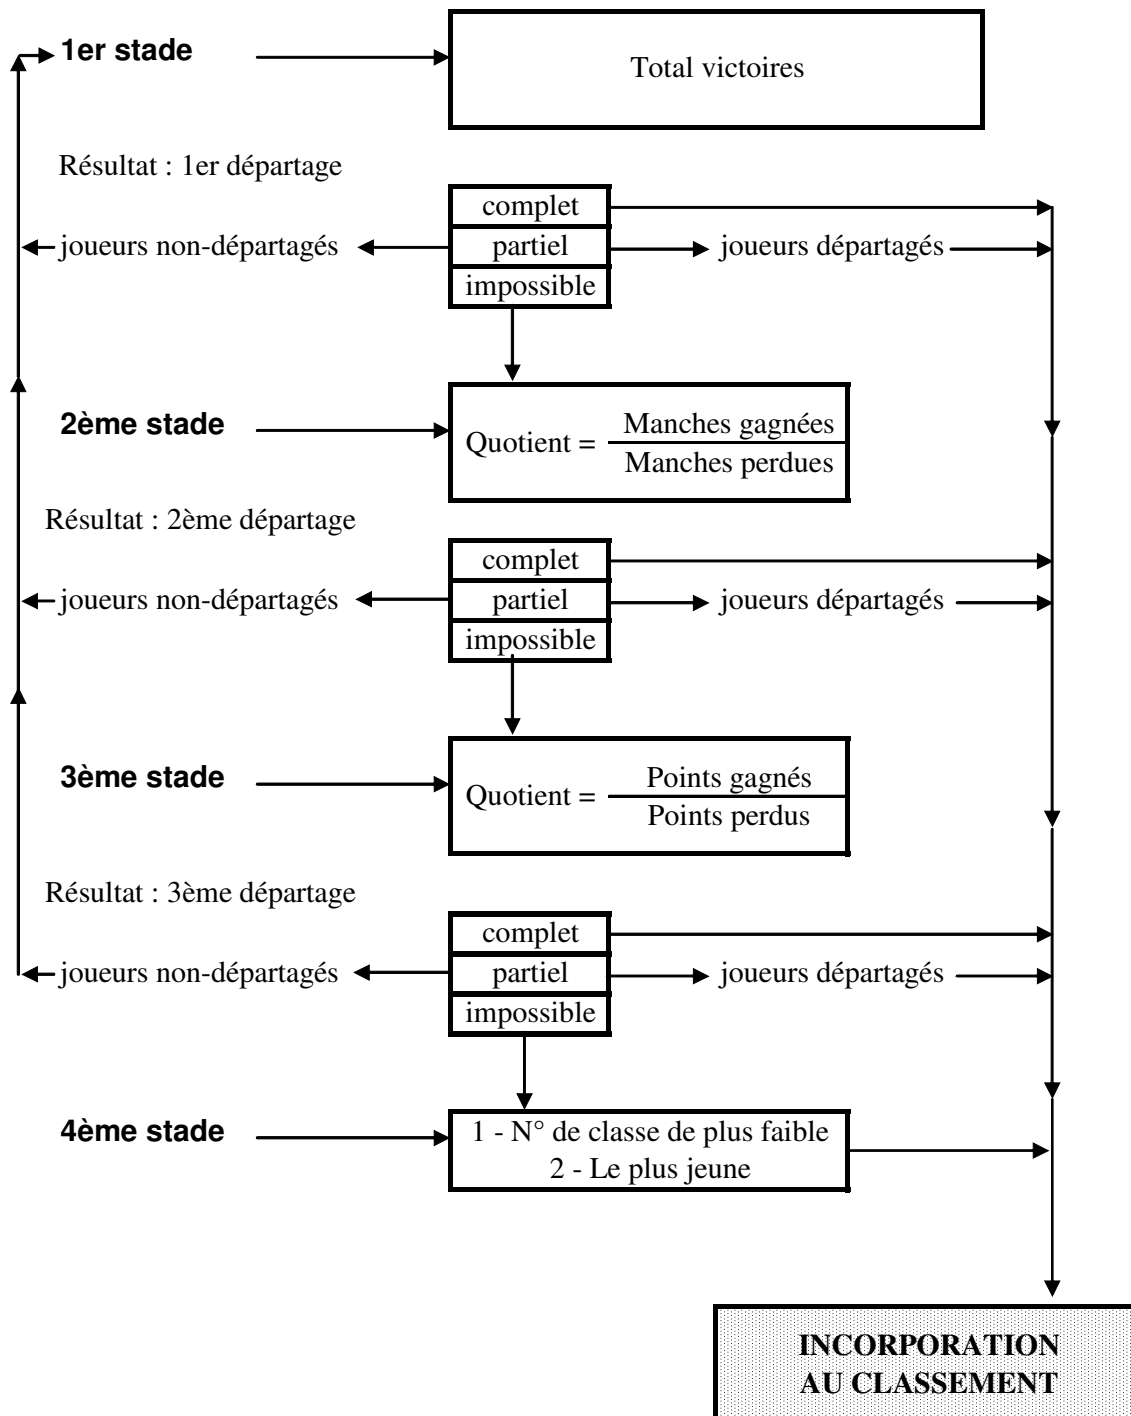 1er stade
Total victoires
Résultat : 1er départage
complet
joueurs non-départagés
partiel
joueurs départagés
impossible
2ème stade
Quotient =
Manches gagnées
Manches perdues
Résultat : 2ème départage
complet
joueurs non-départagés
partiel
joueurs départagés
impossible
3ème stade
Quotient =
Points gagnés
Points perdus
Résultat : 3ème départage
complet
joueurs non-départagés
partiel
joueurs départagés
impossible
4ème stade
1 - N° de classe de plus faible
2 - Le plus jeune
INCORPORATION
AU CLASSEMENT